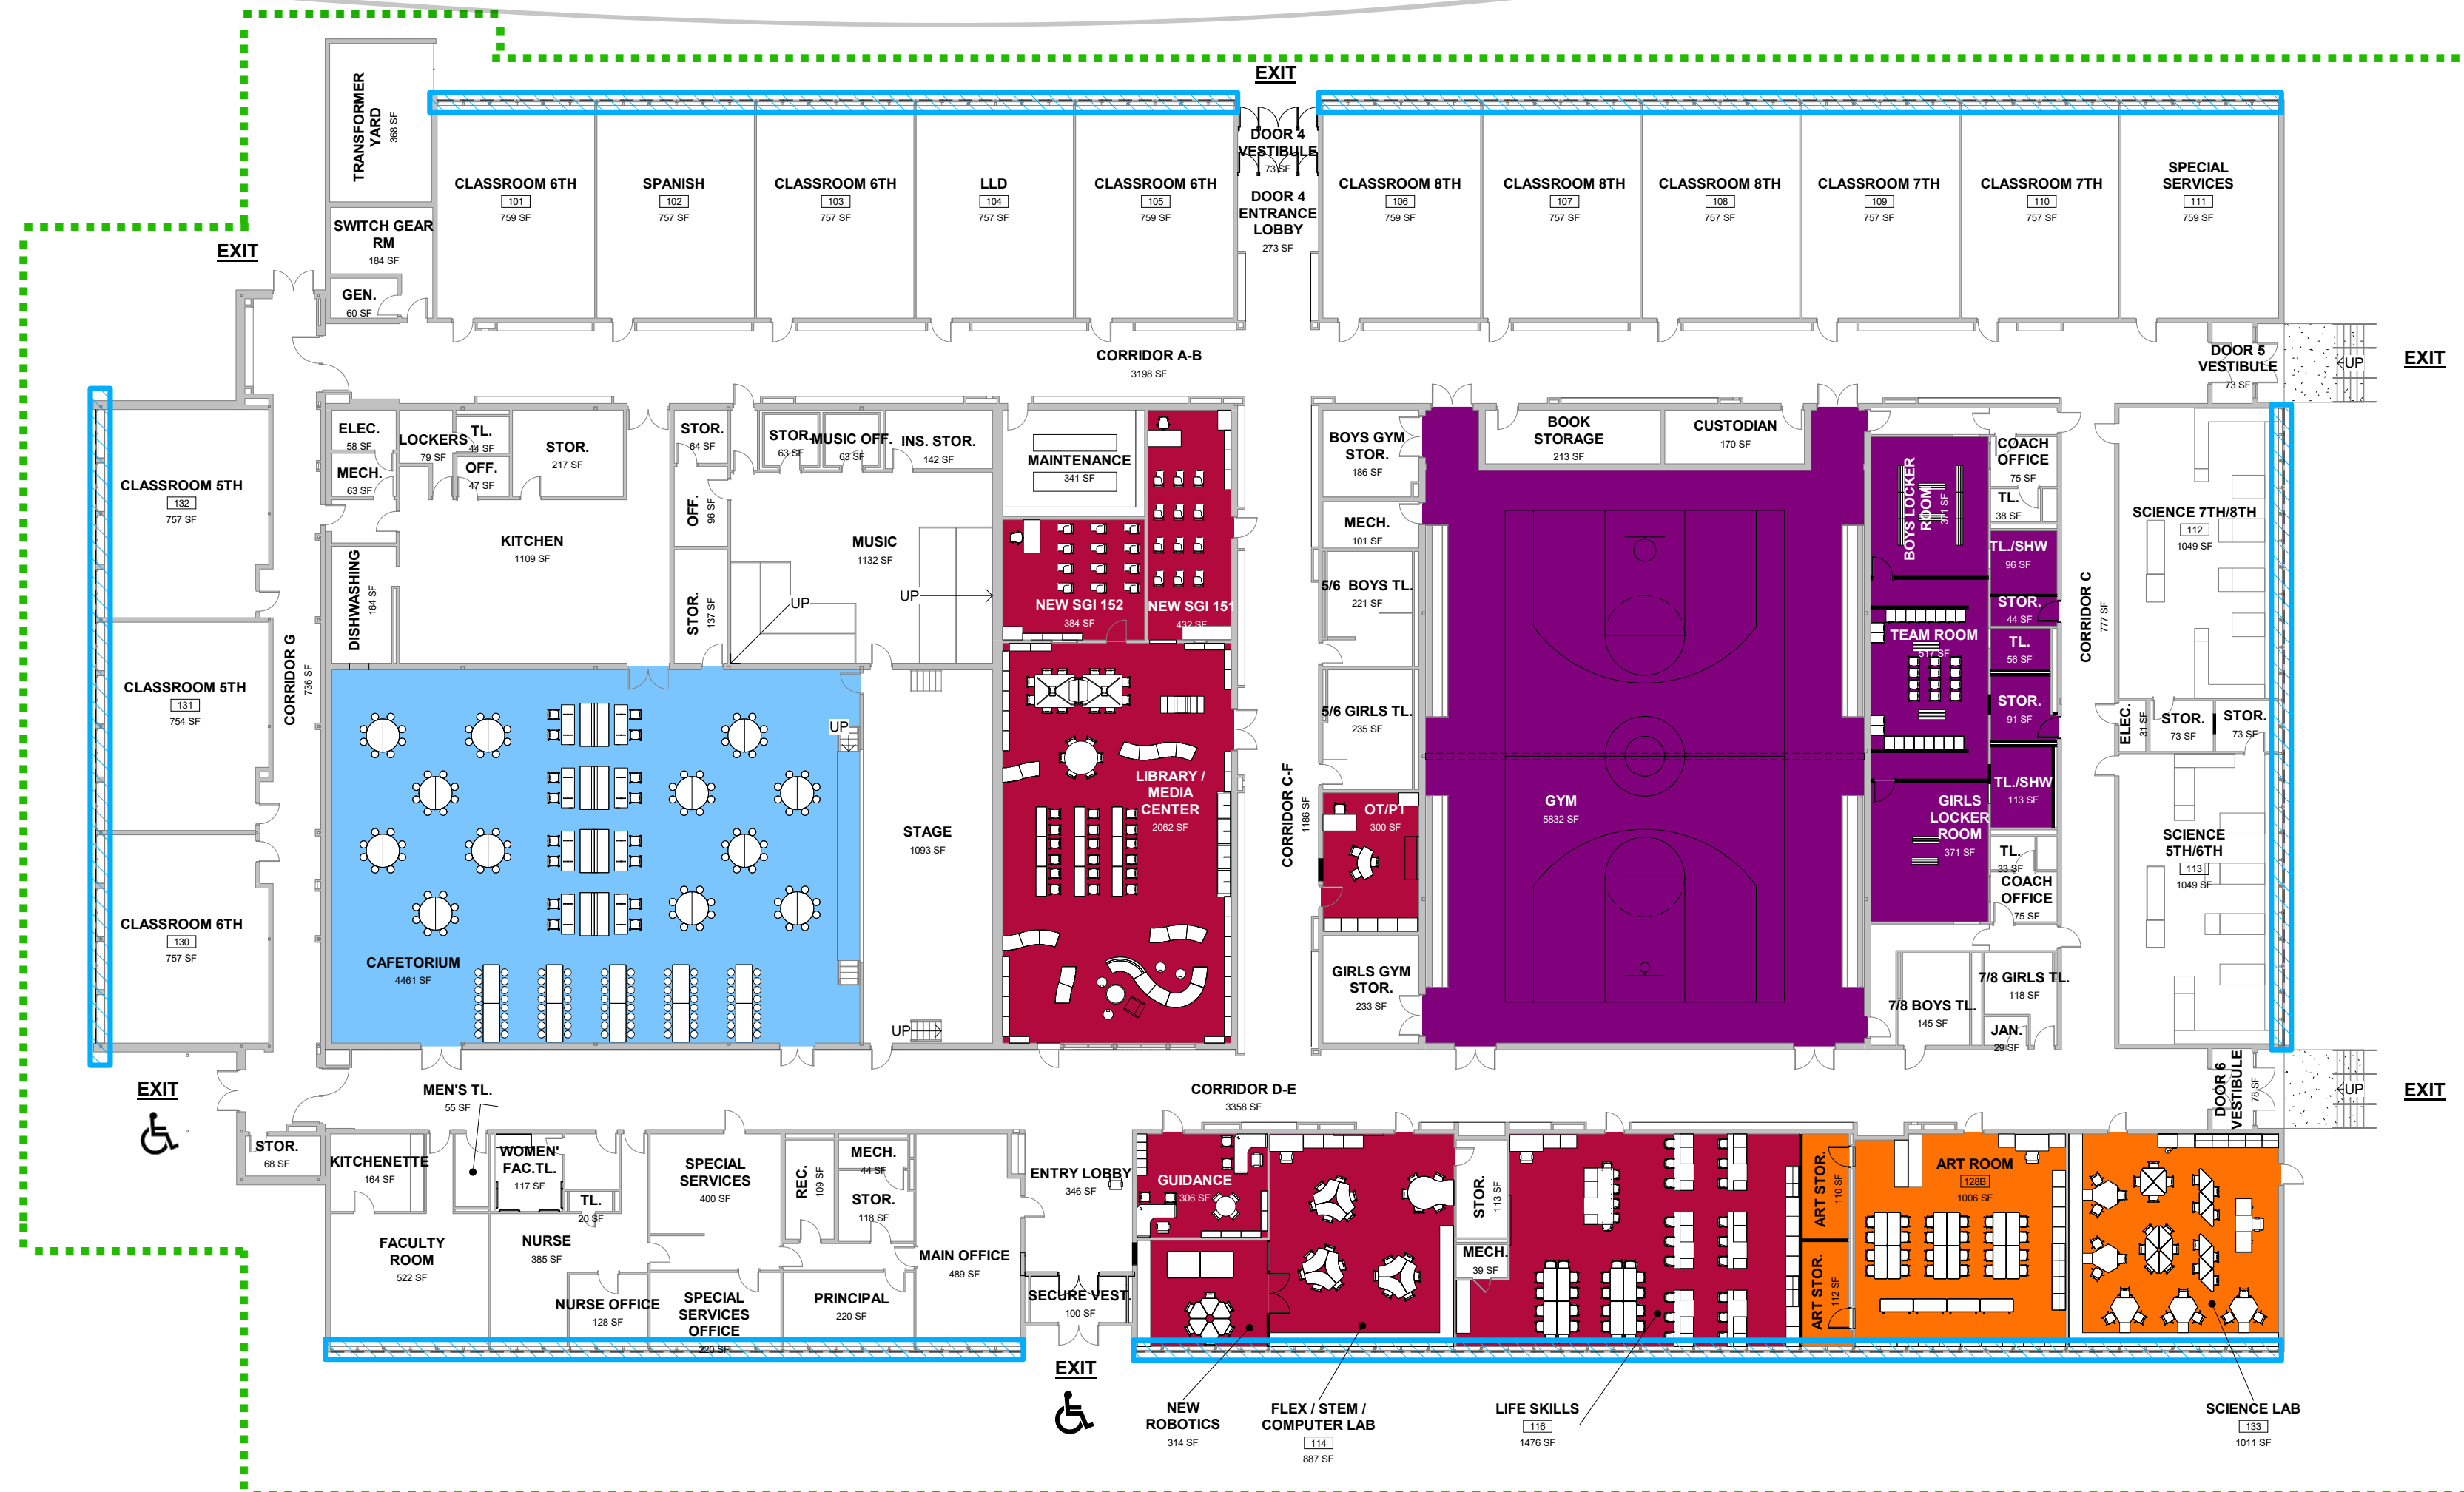 EXIT
TRANSFORMER
YARD
368 SF
DOOR 4
VESTIBULE
73 SF
CLASSROOM 6TH
101
759 SF
SPANISH
102
757 SF
CLASSROOM 6TH
103
757 SF
LLD
104
757 SF
CLASSROOM 6TH
105
759 SF
DOOR 4
ENTRANCE
LOBBY
273 SF
CLASSROOM 8TH
106
759 SF
CLASSROOM 8TH
107
757 SF
CLASSROOM 8TH
108
757 SF
CLASSROOM 7TH
109
757 SF
CLASSROOM 7TH
110
757 SF
SPECIAL
SERVICES
111
759 SF
SWITCH GEAR
RM
184 SF
EXIT
GEN.
60 SF
CORRIDOR A-B
3198 SF
DOOR 5
VESTIBULE
73 SF
UP
EXIT
ELEC.
58 SF
LOCKERS
79 SF
TL.
44 SF
STOR.
217 SF
STOR.
64 SF
STOR.
63 SF
MUSIC OFF.
63 SF
INS. STOR.
142 SF
MAINTENANCE
341 SF
MECH.
63 SF
OFF.
47 SF
OFF.
96 SF
KITCHEN
1109 SF
MUSIC
1132 SF
UP
UP
DISHWASHING
164 SF
STOR.
137 SF
NEW SGI 152
384 SF
NEW SGI 151
432 SF
BOYS GYM
STOR.
186 SF
BOOK
STORAGE
213 SF
CUSTODIAN
170 SF
MECH.
101 SF
5/6 BOYS TL.
221 SF
5/6 GIRLS TL.
235 SF
BOYS LOCKER
ROOM
371 SF
COACH
OFFICE
75 SF
TL.
38 SF
TL./SHW
96 SF
STOR.
44 SF
TEAM ROOM
517 SF
TL.
56 SF
STOR.
91 SF
TL./SHW
113 SF
CORRIDOR C
777 SF
SCIENCE 7TH/8TH
112
1049 SF
ELEC.
31 SF
STOR.
73 SF
STOR.
73 SF
CLASSROOM 5TH
132
757 SF
CLASSROOM 5TH
131
754 SF
CLASSROOM 6TH
130
757 SF
CORRIDOR G
736 SF
CAFETORIUM
4461 SF
UP
STAGE
1093 SF
UP
LIBRARY /
MEDIA
CENTER
2062 SF
CORRIDOR C-F
1186 SF
OT/PT
300 SF
GYM
5832 SF
GIRLS
LOCKER
ROOM
371 SF
TL.
33 SF
COACH
OFFICE
75 SF
SCIENCE
5TH/6TH
113
1049 SF
GIRLS GYM
STOR.
233 SF
7/8 BOYS TL.
145 SF
7/8 GIRLS TL.
118 SF
JAN.
29 SF
EXIT
MEN'S TL.
55 SF
CORRIDOR D-E
3358 SF
DOOR 6
VESTIBULE
78 SF
UP
EXIT
STOR.
68 SF
KITCHENETTE
164 SF
WOMEN'
FAC.TL.
117 SF
TL.
20 SF
SPECIAL
SERVICES
400 SF
REC.
109 SF
MECH.
44 SF
STOR.
118 SF
ENTRY LOBBY
346 SF
GUIDANCE
306 SF
STOR.
113 SF
ART STOR.
110 SF
ART ROOM
128B
1006 SF
FACULTY
ROOM
522 SF
NURSE
385 SF
MAIN OFFICE
489 SF
MECH.
39 SF
ART STOR.
112 SF
NURSE OFFICE
128 SF
SPECIAL
SERVICES
OFFICE
220 SF
PRINCIPAL
220 SF
SECURE VEST.
100 SF
EXIT
NEW
ROBOTICS
314 SF
FLEX / STEM /
COMPUTER LAB
114
887 SF
LIFE SKILLS
116
1476 SF
SCIENCE LAB
133
1011 SF